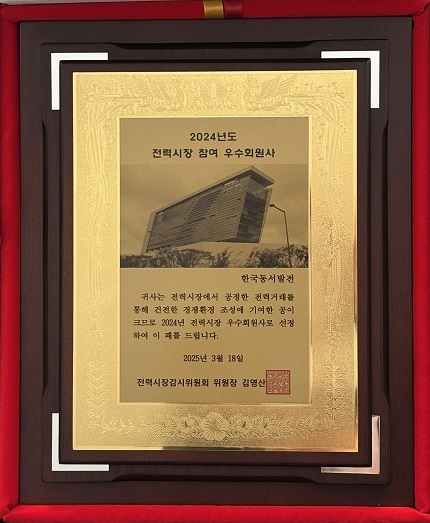 2024년도
전력시장 참여 우수회원사
한국동서발전
귀사는 전력시장에서 공정한 전력거래를
통해 건전한 경쟁환경 조성에 기여한 공이
크므로 2024년 전력시장 우수회원사로 선정
하여 이 패를 드립니다.
2025년 3월 18일
전력시장감시위원회 위원장 김영산